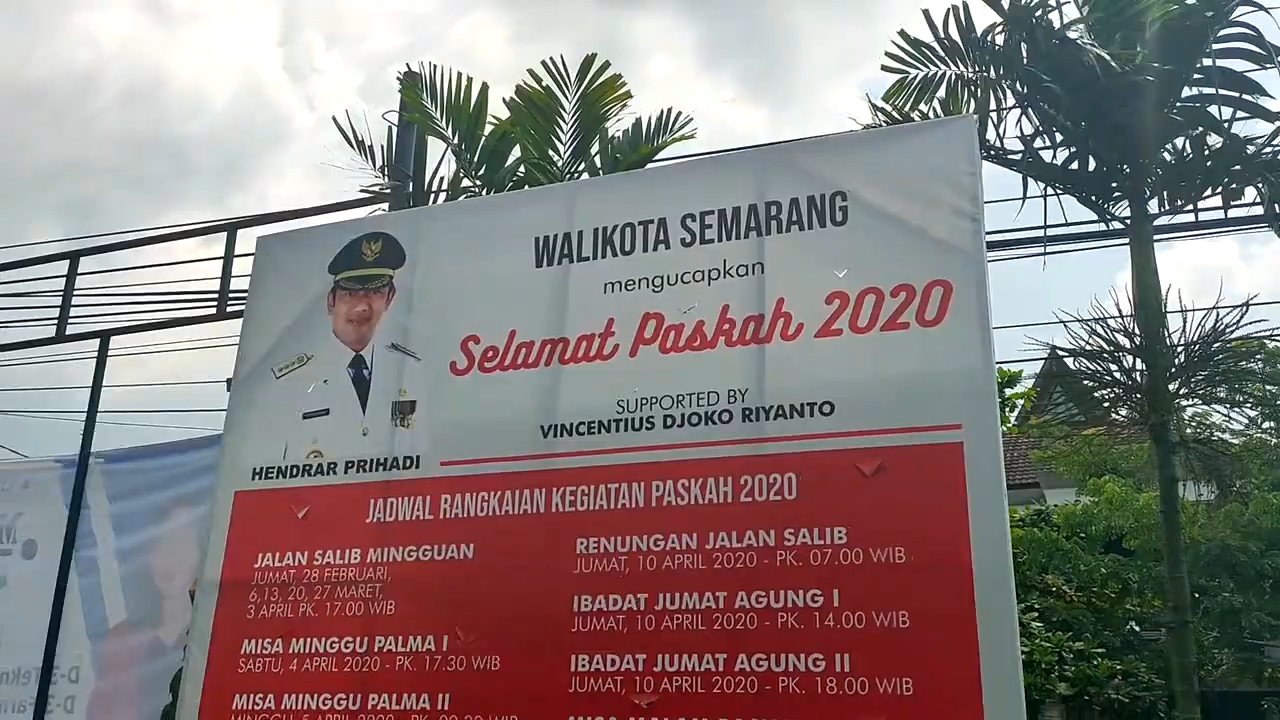 WALIKOTA SEMARANG
mengucapkan
Selamat Paskah 2020
SUPPORTED BY
VINCENTIUS DJOKO RIYANTO
HENDRAR PRIHADI
JADWAL RANGKAIAN KEGIATAN PASKAH 2020
JALAN SALIB MINGGUAN
JUMAT, 28 FEBRUARI,
6,13, 20, 27 MARET,
3 APRIL PK. 17.00 WIB
MISA MINGGU PALMA I
SABTU, 4 APRIL 2020 - PK. 17.30 WIB
MISA MINGGU PALMA II
RENUNGAN JALAN SALIB
JUMAT, 10 APRIL 2020 - PK. 07.00 WIB
IBADAT JUMAT AGUNG I
JUMAT, 10 APRIL 2020 - PK. 14.00 WIB
IBADAT JUMAT AGUNG II
JUMAT, 10 APRIL 2020 - PK. 18.00 WIB